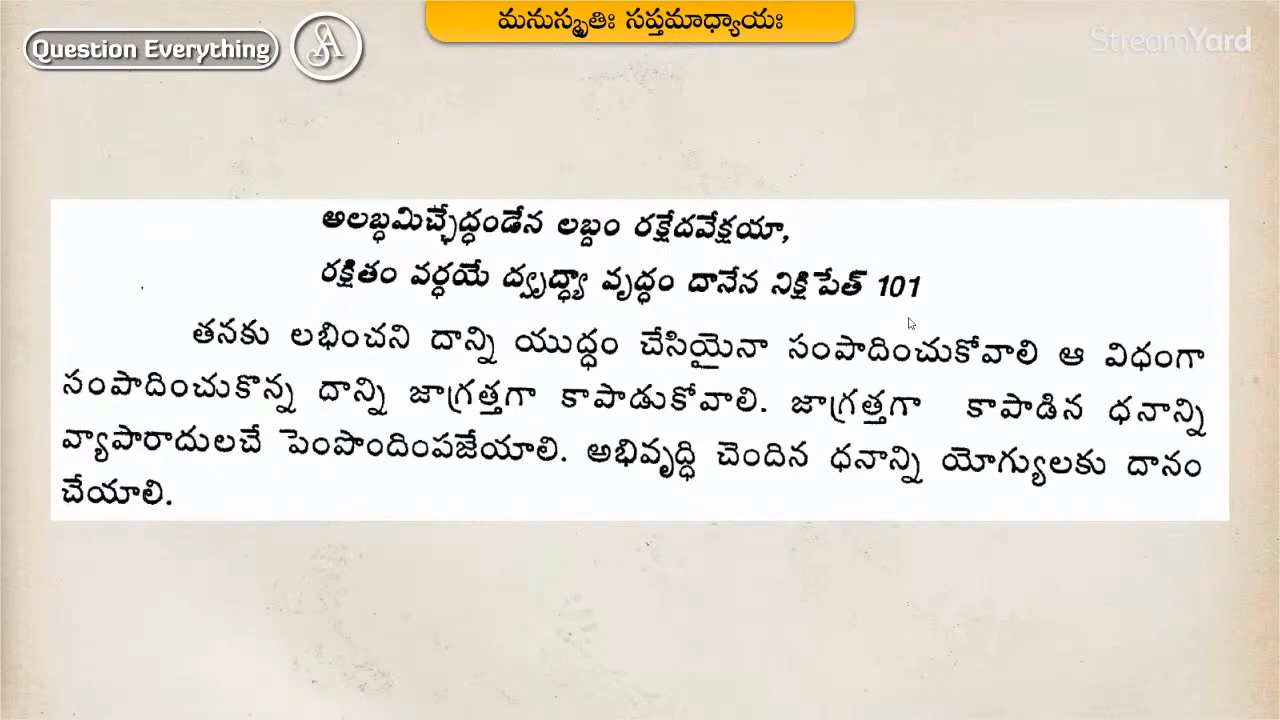 మనుస్మృతిః సప్తమాధ్యాయః
Question Everything
StreamYard
అలబ్ధమిచ్ఛేద్ధండేన లబ్దం రక్షేదవేక్షయా,
రక్షితం వర్ధయే ద్వృద్ధ్యా వృద్ధం దానేన నిక్షిపేత్ 101
తనకు లభించని దాన్ని యుద్ధం చేసియైనా సంపాదించుకోవాలి ఆ విధంగా
సంపాదించుకొన్న దాన్ని జాగ్రత్తగా కాపాడుకోవాలి. జాగ్రత్తగా కాపాడిన ధనాన్ని
వ్యాపారాదులచే పెంపొందింపజేయాలి. అభివృద్ధి చెందిన ధనాన్ని యోగ్యులకు దానం
చేయాలి.